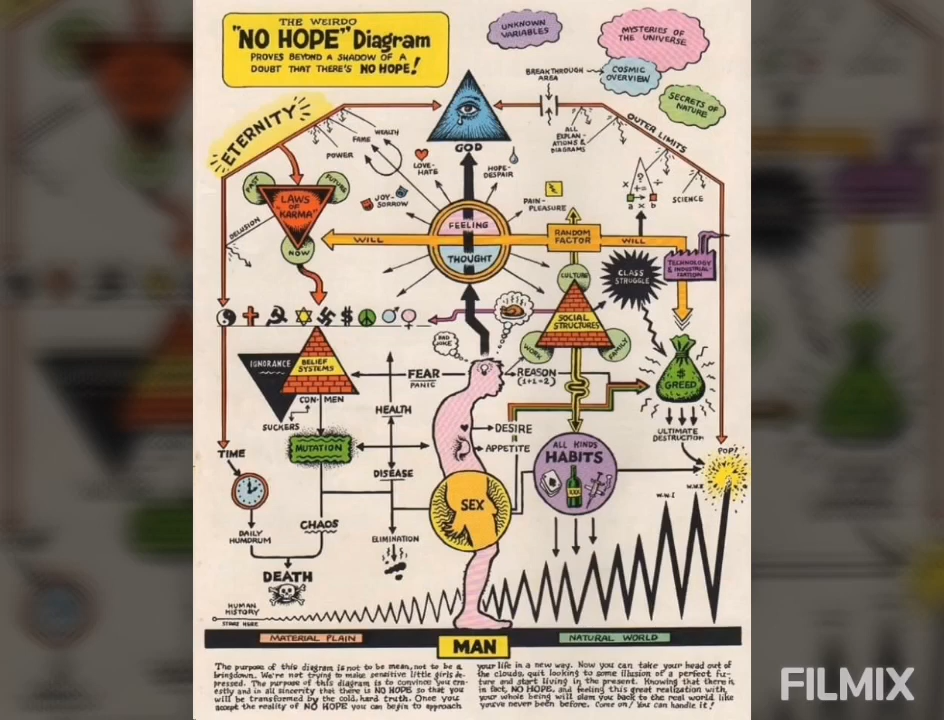 THE WEIRDO
"NO HOPE" Diagram
PROVES BEYOND A SHADOW OF A
DOUBT THAT THERE'S NO HOPE!
UNKNOWN
VARIABLES
MYSTERIES
OF THE
UNIVERSE
COSMIC
OVERVIEW
SECRETS OF
NATURE
BREAKTHROUGH
AREA
ETERNITY
GOD
OUTER LIMITS
ALL
EXPLAN-
ATIONS &
DIAGRAMS
WEALTH
FAME
POWER
LOVE-
HATE
HOPE-
DESPAIR
JOY-
SORROW
PAIN-
PLEASURE
? 
+ =
x - ÷
a x b
SCIENCE
PAST
FUTURE
"LAWS
OF
KARMA"
NOW
DELUSION
WILL
FEELING
THOUGHT
RANDOM
FACTOR
WILL
TECHNOLOGY
& INDUSTRIAL-
IZATION
CLASS
STRUGGLE
CULTURE
SOCIAL
STRUCTURES
WORK
FAMILY
$
BAD
JOKE
IGNORANCE
BELIEF
SYSTEMS
FEAR
PANIC
REASON
(1+1=2)
$
GREED
CON-MEN
SUCKERS
HEALTH
DESIRE
APPETITE
ULTIMATE
DESTRUCTION
MUTATION
ALL KINDS
HABITS
XXX
POP!
TIME
DISEASE
SEX
W.W.I
W.W.II
DAILY
HUMDRUM
CHAOS
ELIMINATION
DEATH
HUMAN
HISTORY
START HERE
MATERIAL PLAIN
MAN
NATURAL WORLD
The purpose of this diagram is not to be mean, not to be a
bringdown. We're not trying to make sensitive little girls de-
pressed. The purpose of this diagram is to convince you ear-
nestly and in all sincerity that there is NO HOPE so that you
will be transformed by the cold, hard truth. Once you
accept the reality of NO HOPE you can begin to approach
your life in a new way. Now you can take your head out of
the clouds, quit looking to some illusion of a perfect fu-
ture and start living in the present. Knowing that there is
in fact, NO HOPE, and feeling this great realization with
your whole being will slam you back to the real world like
you've never been before. Come on! You can handle it!
FILMIX